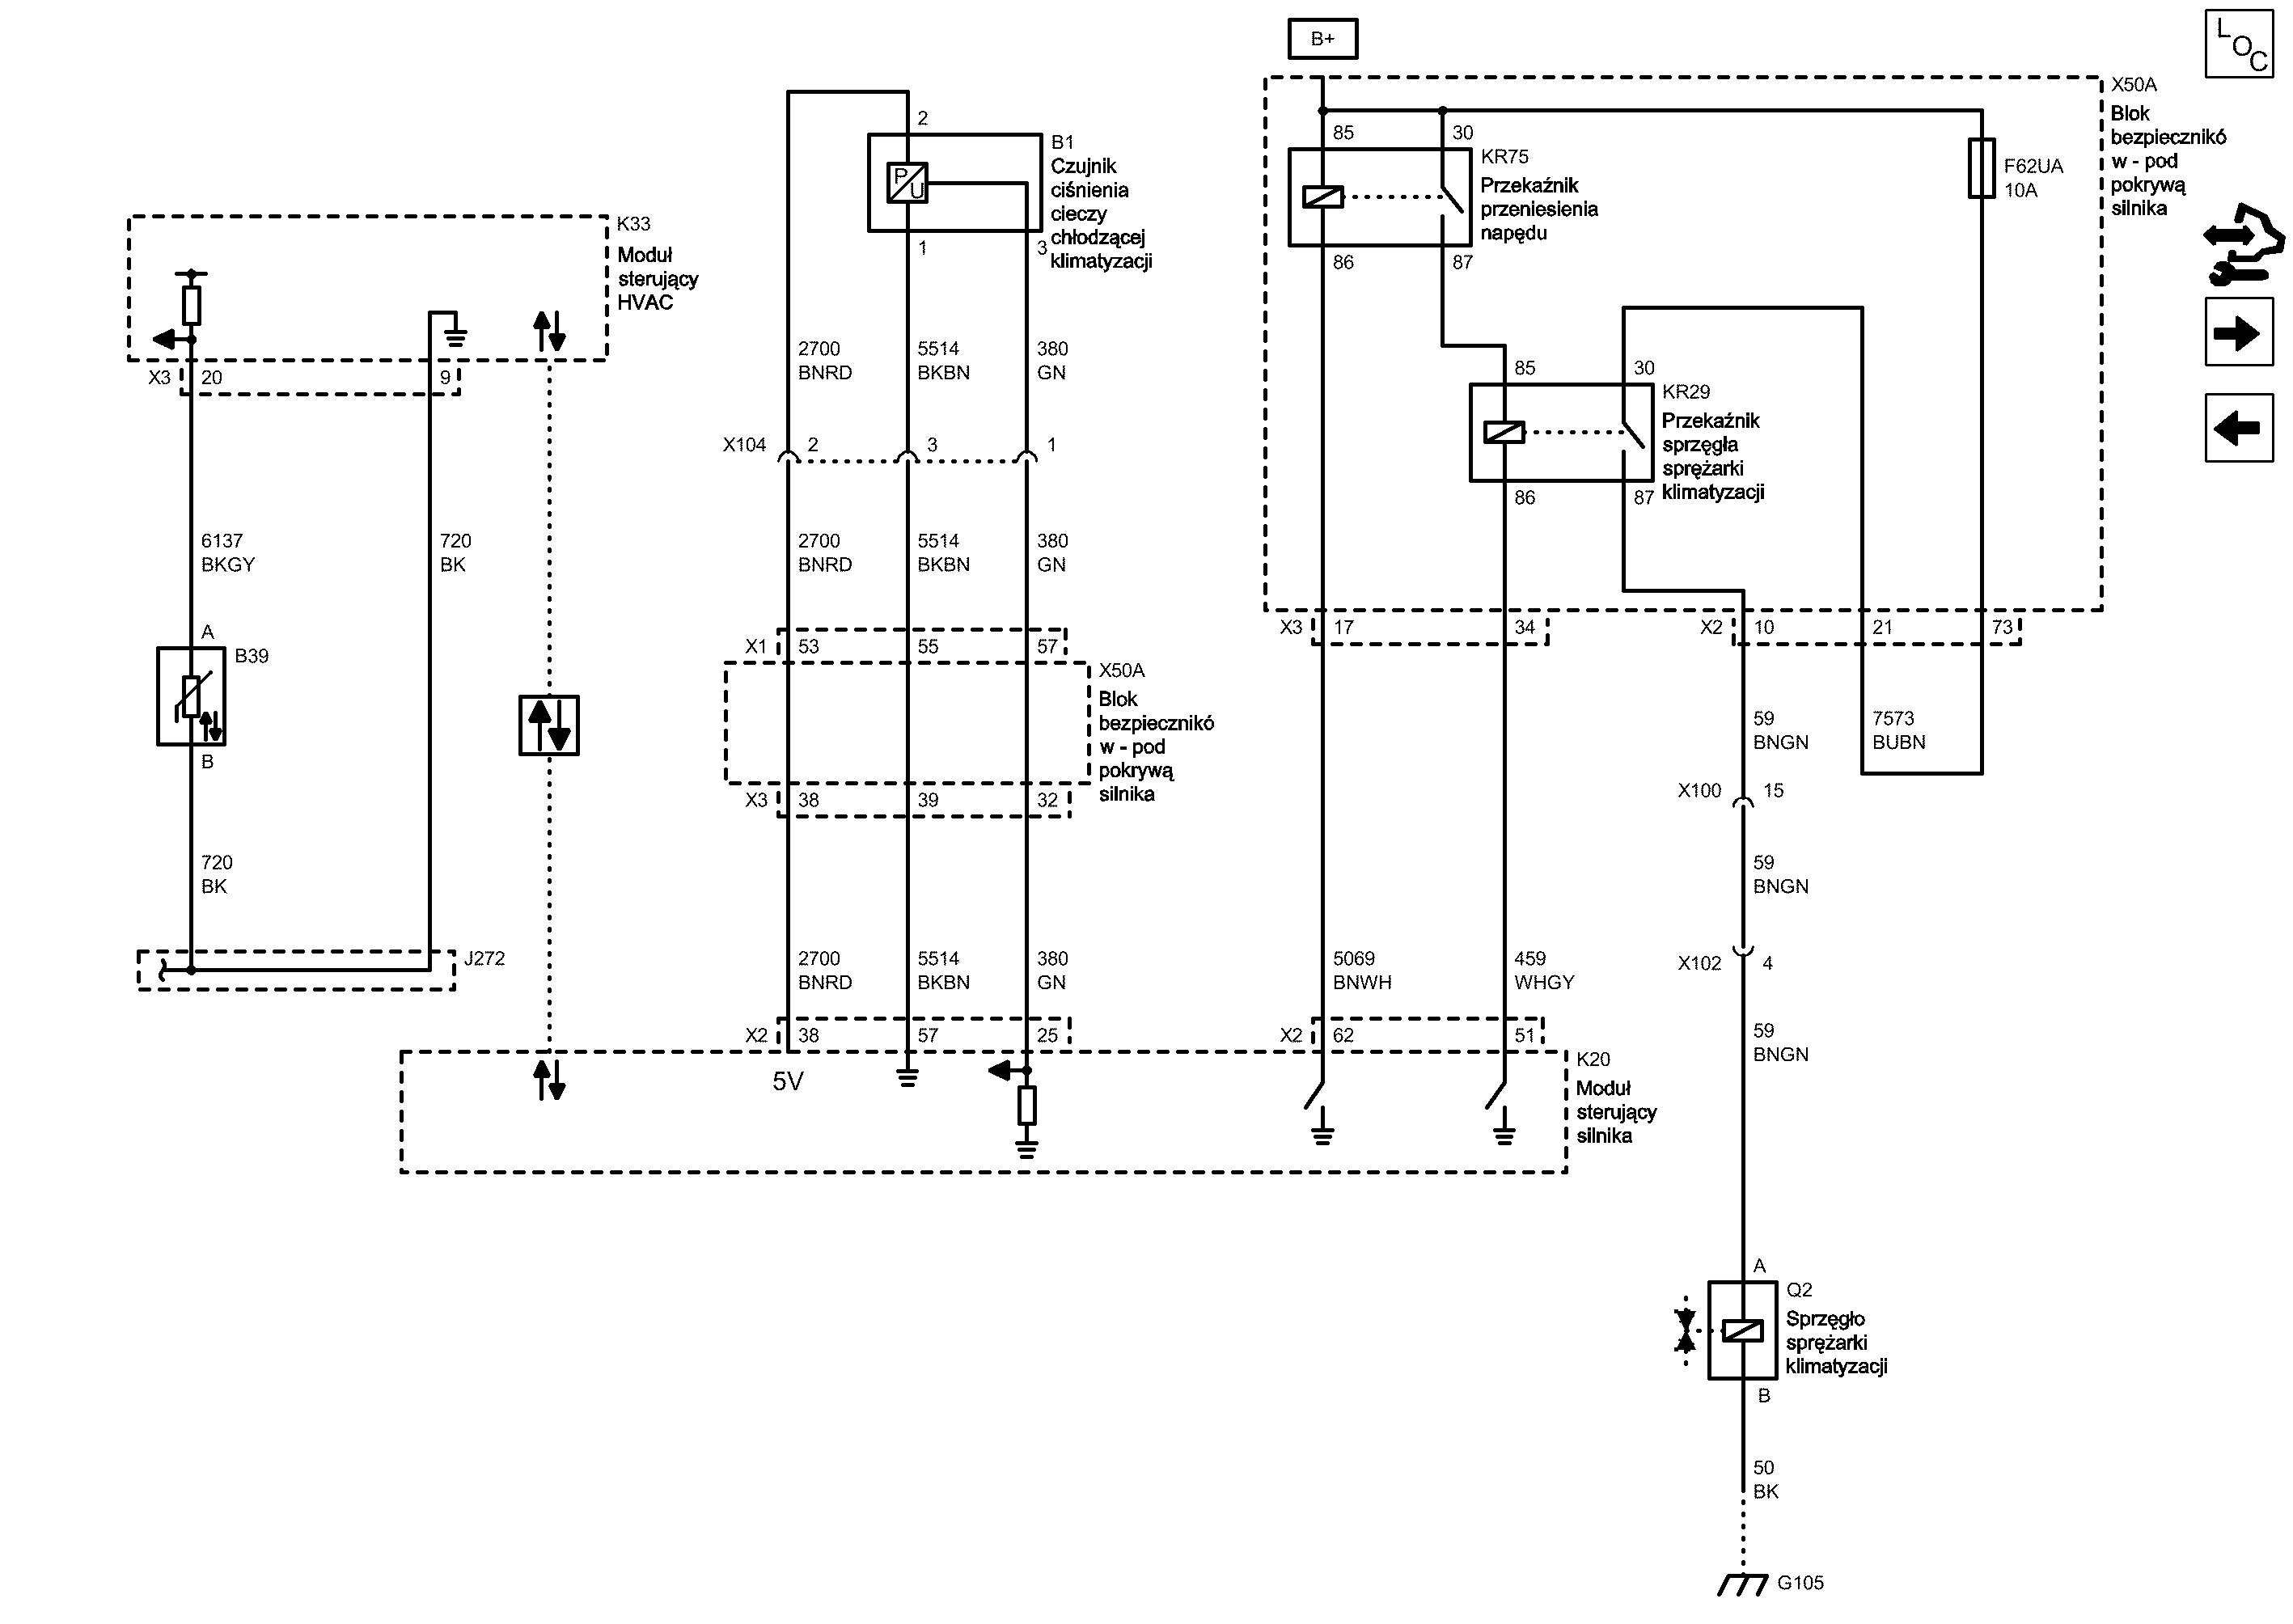 B+
L
O
C
X50A
Blok
bezpiecznikó
w - pod
pokrywą
silnika
85
30
KR75
Przekaźnik
przeniesienia
napędu
86
87
F62UA
10A
85
30
KR29
Przekaźnik
sprzęgła
sprężarki
klimatyzacji
86
87
2
B1
Czujnik
ciśnienia
cieczy
chłodzącej
klimatyzacji
P
U
1
3
K33
Moduł
sterujący
HVAC
X3
20
9
2700
BNRD
5514
BKBN
380
GN
X104
2
3
1
6137
BKGY
720
BK
2700
BNRD
5514
BKBN
380
GN
A
B39
B
X1
53
55
57
X50A
Blok
bezpiecznikó
w - pod
pokrywą
silnika
X3
38
39
32
X3
17
34
X2
10
21
73
59
BNGN
7573
BUBN
X100
15
59
BNGN
X102
4
720
BK
J272
2700
BNRD
5514
BKBN
380
GN
5069
BNWH
459
WHGY
X2
38
57
25
X2
62
51
5V
K20
Moduł
sterujący
silnika
59
BNGN
A
Q2
Sprzęgło
sprężarki
klimatyzacji
B
50
BK
G105